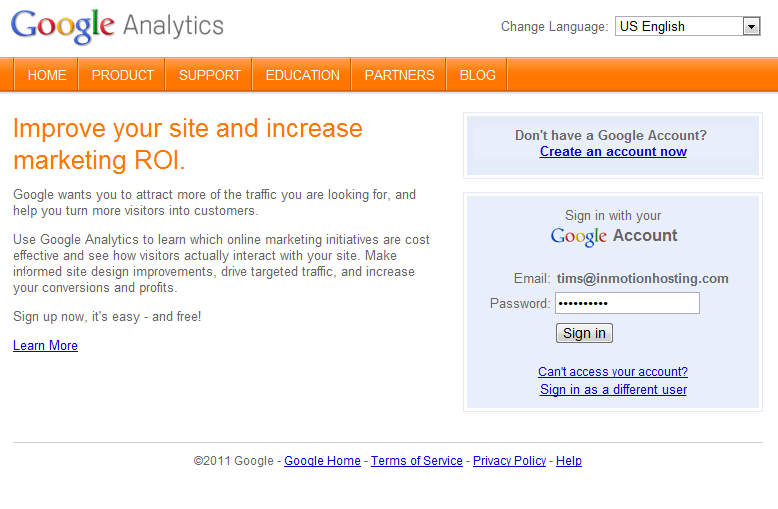 Google Analytics
Change Language: US English
HOME PRODUCT SUPPORT EDUCATION PARTNERS BLOG
Improve your site and increase
marketing ROI.
Google wants you to attract more of the traffic you are looking for, and
help you turn more visitors into customers.
Use Google Analytics to learn which online marketing initiatives are cost
effective and see how visitors actually interact with your site. Make
informed site design improvements, drive targeted traffic, and increase
your conversions and profits.
Sign up now, it's easy - and free!
Learn More
Don't have a Google Account?
Create an account now
Sign in with your
Google Account
Email: tims@inmotionhosting.com
Password: ••••••••••
Sign in
Can't access your account?
Sign in as a different user
©2011 Google - Google Home - Terms of Service - Privacy Policy - Help